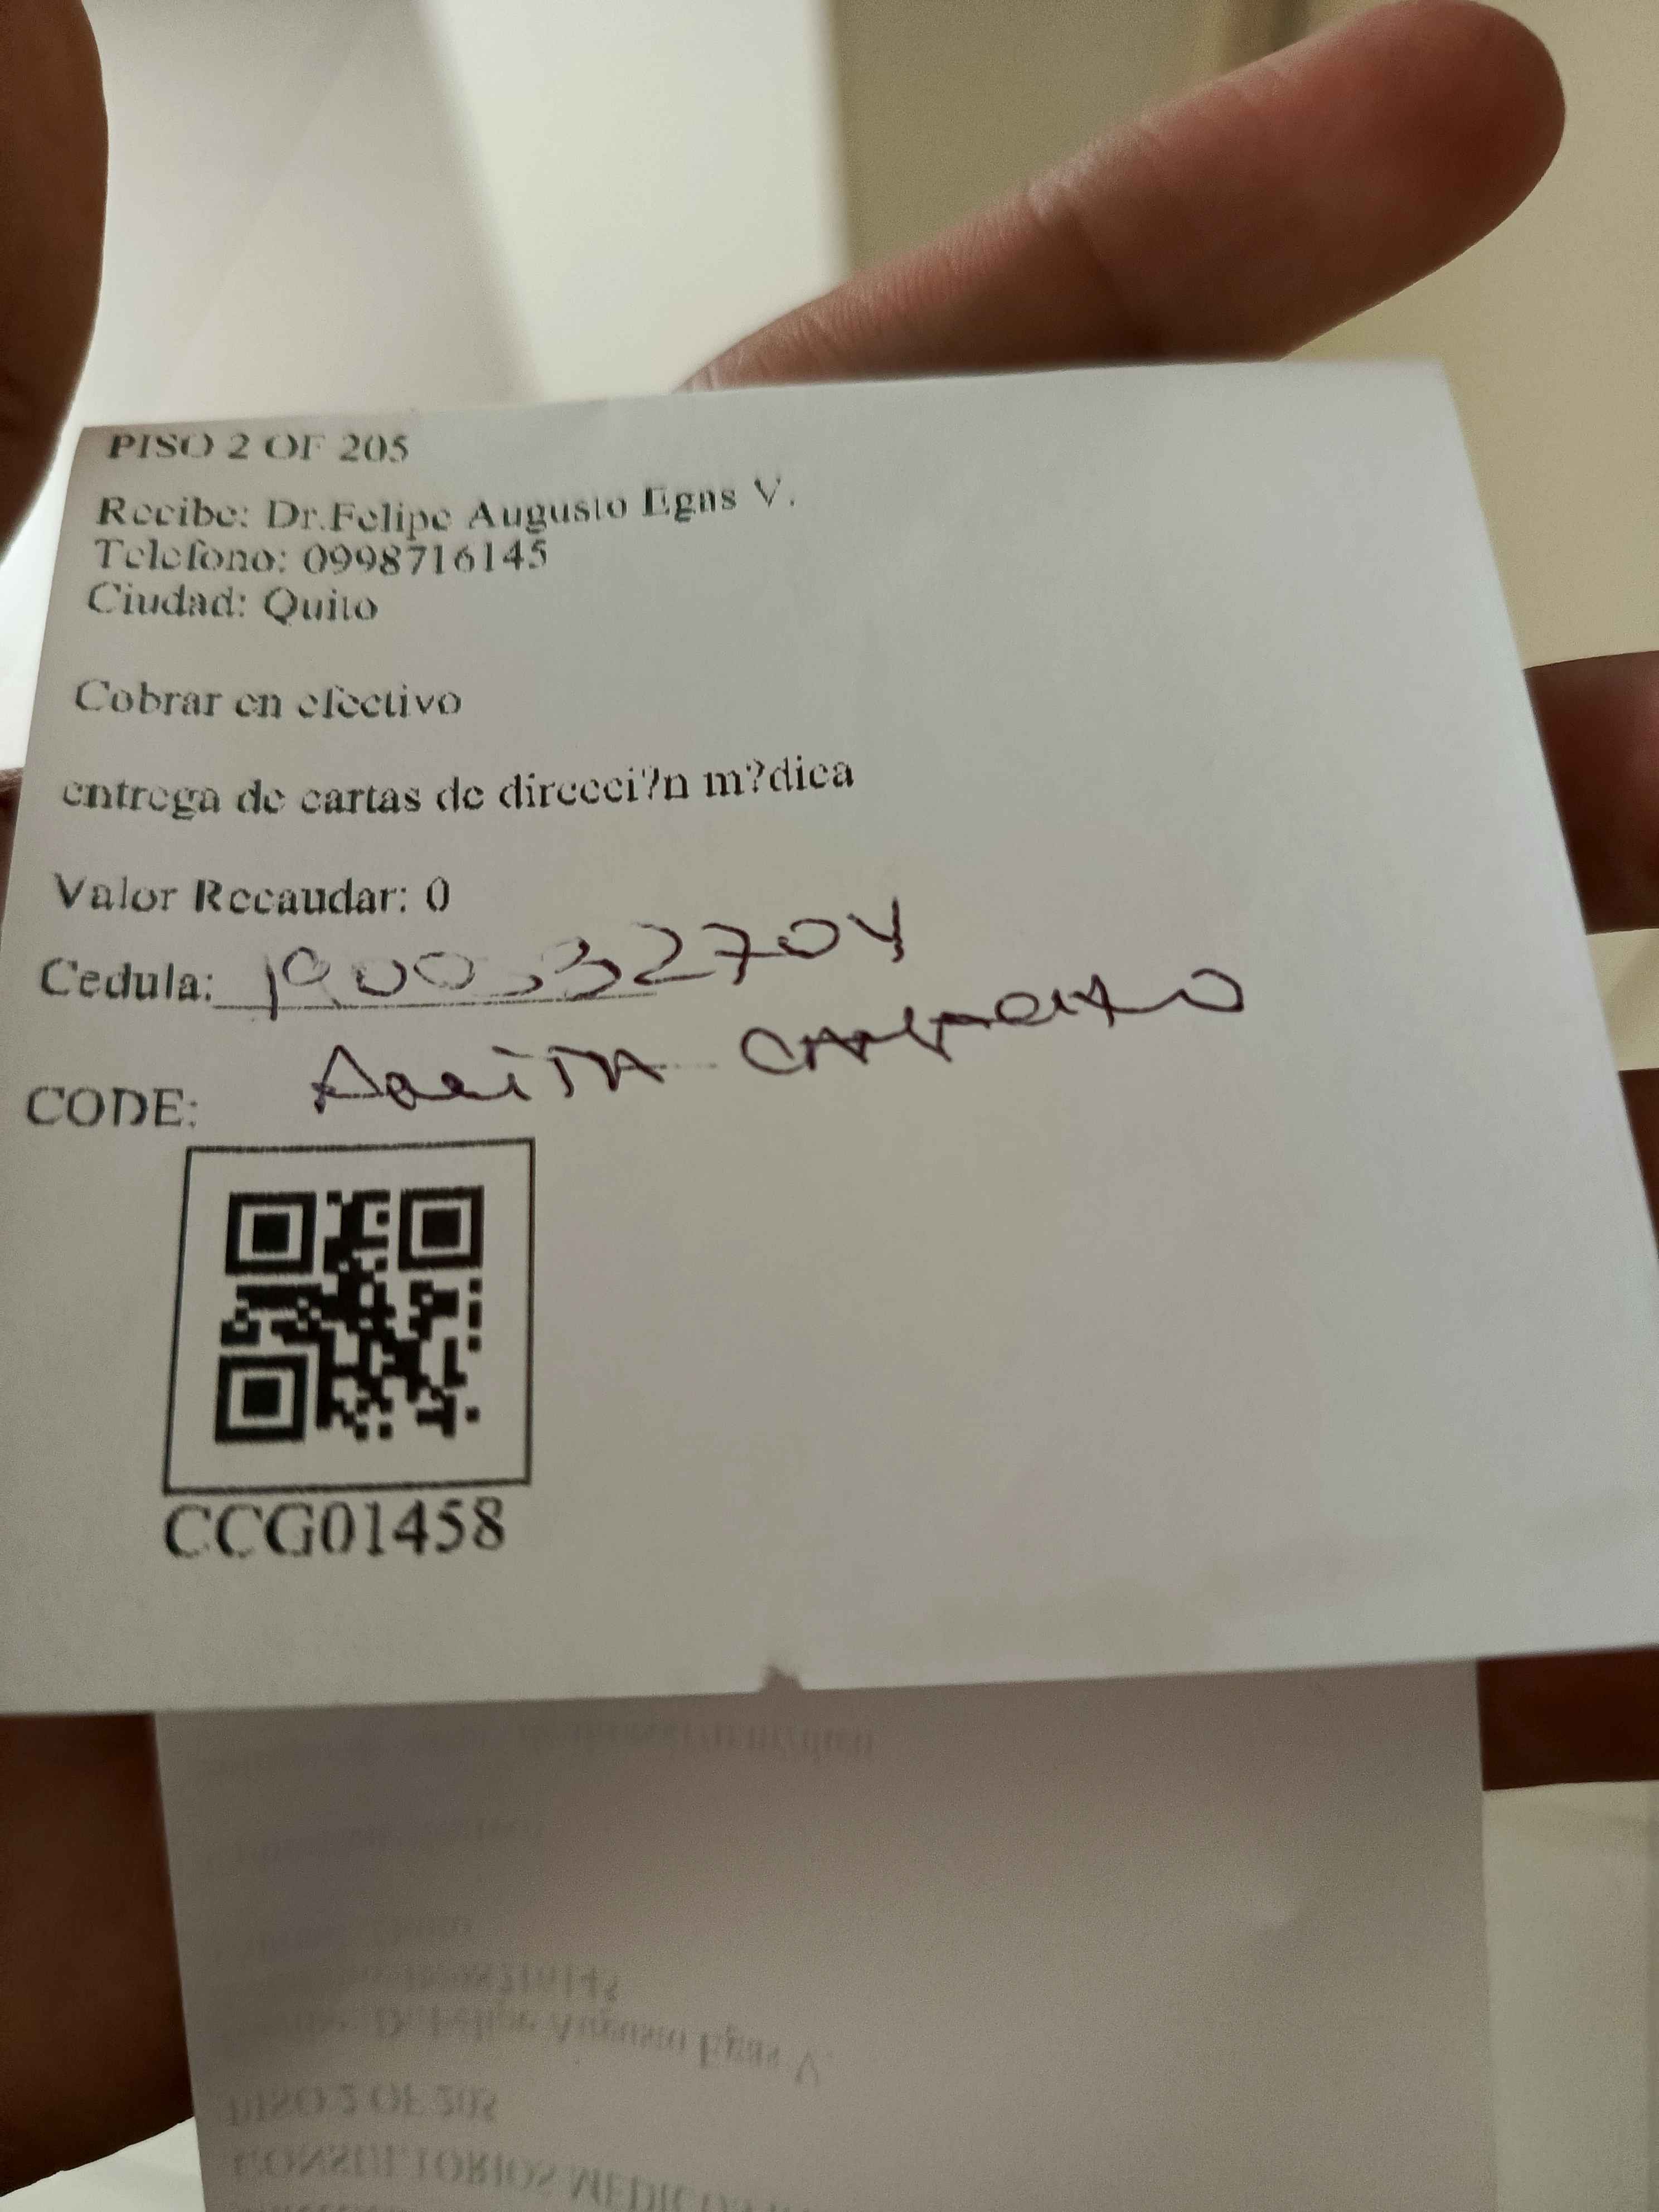 PISO 2 OF 205
Recibe: Dr.Felipe Augusto Egas V.
Telefono: 0998716145
Ciudad: Quito
Cobrar en efectivo
entrega de cartas de direcci?n m?dica
Valor Recaudar: 0
Cedula: 1900332704
CODE:
CCG01458